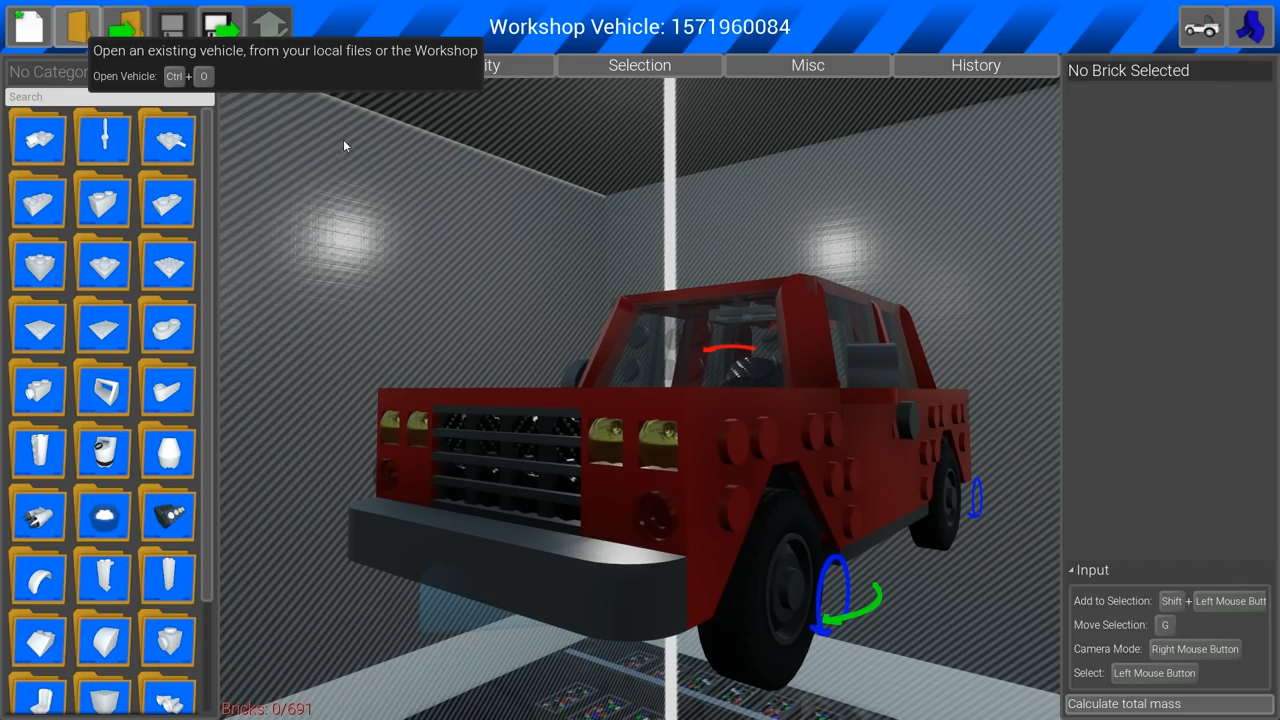 Workshop Vehicle: 1571960084
Open an existing vehicle, from your local files or the Workshop
Open Vehicle: Ctrl + O
No Categor
Search
ity
Selection
Misc
History
No Brick Selected
Input
Add to Selection: Shift + Left Mouse Butt
Move Selection: G
Camera Mode: Right Mouse Button
Select: Left Mouse Button
Calculate total mass
Bricks: 0/691